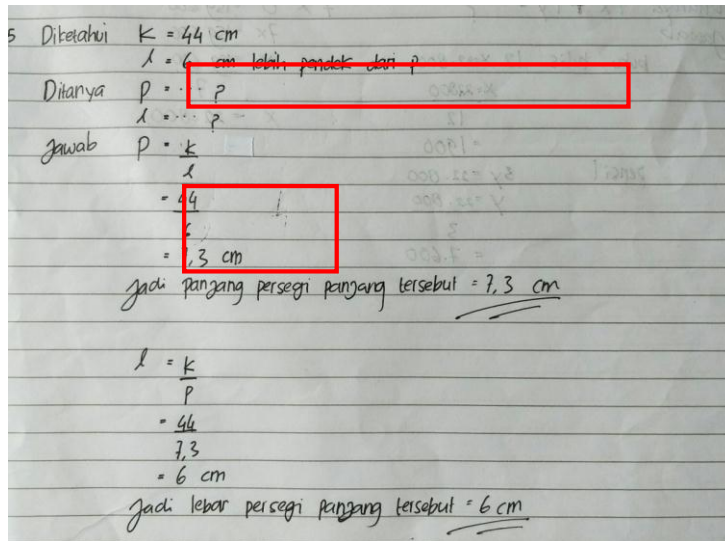 5 Diketahui K = 44 cm
l = 6 cm lebih pendek dari p
Ditanya P = ... ?
l = ... ?
Jawab P = K
l
= 44
6
= 7,3 cm
Jadi panjang persegi panjang tersebut = 7,3 cm
l = K
P
= 44
7,3
= 6 cm
Jadi lebar persegi panjang tersebut = 6 cm